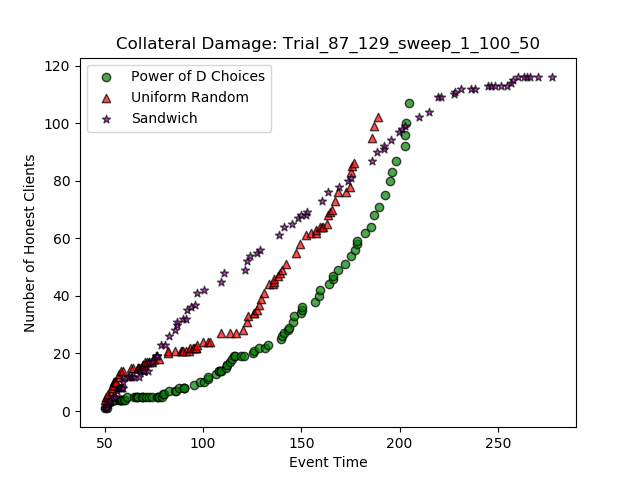 Collateral Damage: Trial_87_129_sweep_1_100_50
Power of D Choices
Uniform Random
Sandwich
Number of Honest Clients
120
100
80
60
40
20
0
50
100
150
200
250
Event Time